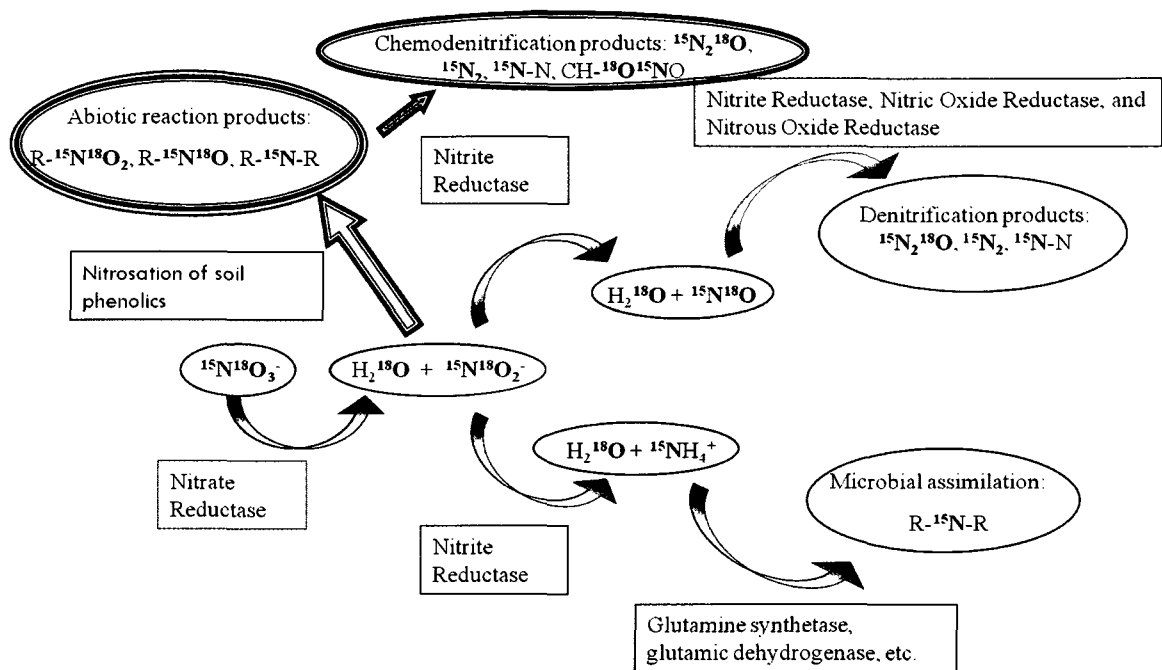 Chemodenitrification products: ¹⁵N₂¹⁸O,
¹⁵N₂, ¹⁵N-N, CH-¹⁸O¹⁵NO
Nitrite Reductase, Nitric Oxide Reductase, and
Nitrous Oxide Reductase
Abiotic reaction products:
R-¹⁵N¹⁸O₂, R-¹⁵N¹⁸O, R-¹⁵N-R
Nitrite
Reductase
Denitrification products:
¹⁵N₂¹⁸O, ¹⁵N₂, ¹⁵N-N
Nitrosation of soil
phenolics
H₂¹⁸O + ¹⁵N¹⁸O
¹⁵N¹⁸O₃⁻
H₂¹⁸O + ¹⁵N¹⁸O₂⁻
H₂¹⁸O + ¹⁵NH₄⁺
Nitrate
Reductase
Microbial assimilation:
R-¹⁵N-R
Nitrite
Reductase
Glutamine synthetase,
glutamic dehydrogenase, etc.